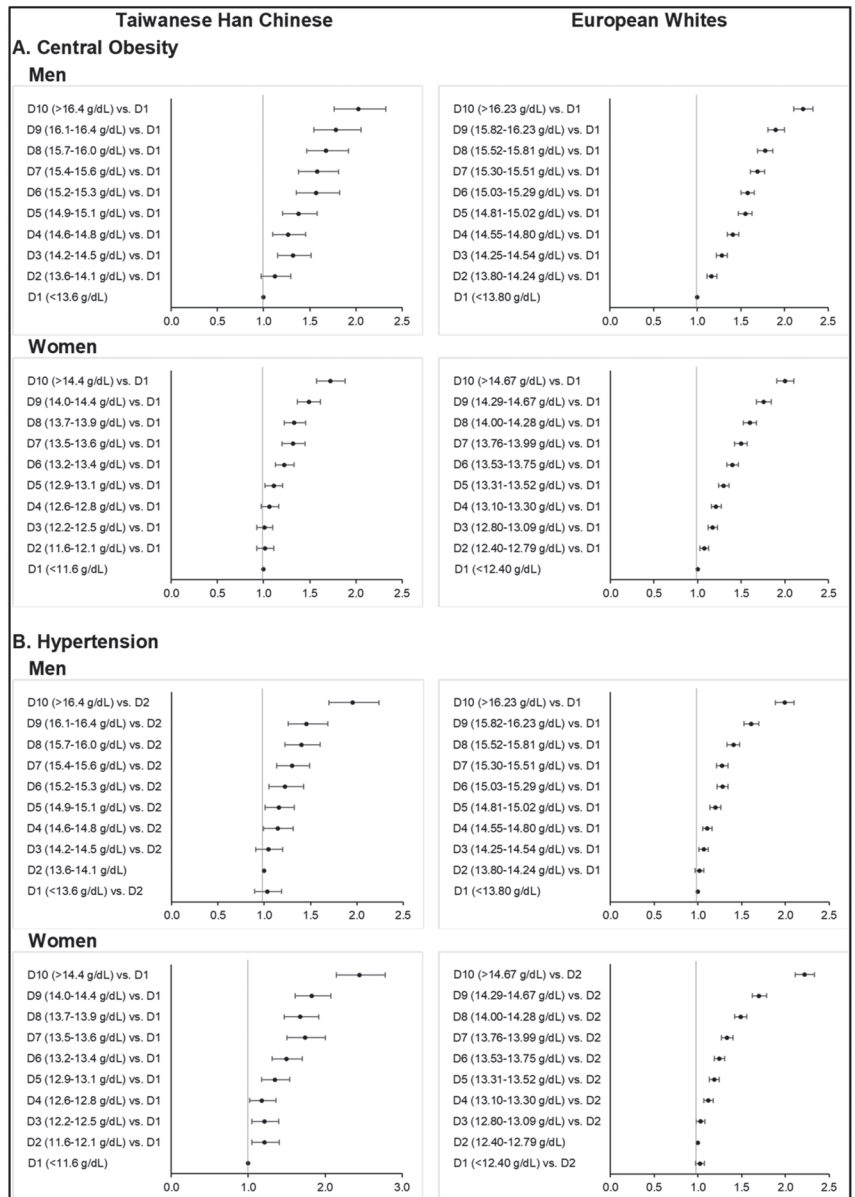 Taiwanese Han Chinese
European Whites
A. Central Obesity
Men
D10 (>16.4 g/dL) vs. D1
D9 (16.1-16.4 g/dL) vs. D1
D8 (15.7-16.0 g/dL) vs. D1
D7 (15.4-15.6 g/dL) vs. D1
D6 (15.2-15.3 g/dL) vs. D1
D5 (14.9-15.1 g/dL) vs. D1
D4 (14.6-14.8 g/dL) vs. D1
D3 (14.2-14.5 g/dL) vs. D1
D2 (13.6-14.1 g/dL) vs. D1
D1 (<13.6 g/dL)
0.0 0.5 1.0 1.5 2.0 2.5
D10 (>16.23 g/dL) vs. D1
D9 (15.82-16.23 g/dL) vs. D1
D8 (15.52-15.81 g/dL) vs. D1
D7 (15.30-15.51 g/dL) vs. D1
D6 (15.03-15.29 g/dL) vs. D1
D5 (14.81-15.02 g/dL) vs. D1
D4 (14.55-14.80 g/dL) vs. D1
D3 (14.25-14.54 g/dL) vs. D1
D2 (13.80-14.24 g/dL) vs. D1
D1 (<13.80 g/dL)
0.0 0.5 1.0 1.5 2.0 2.5
Women
D10 (>14.4 g/dL) vs. D1
D9 (14.0-14.4 g/dL) vs. D1
D8 (13.7-13.9 g/dL) vs. D1
D7 (13.5-13.6 g/dL) vs. D1
D6 (13.2-13.4 g/dL) vs. D1
D5 (12.9-13.1 g/dL) vs. D1
D4 (12.6-12.8 g/dL) vs. D1
D3 (12.2-12.5 g/dL) vs. D1
D2 (11.6-12.1 g/dL) vs. D1
D1 (<11.6 g/dL)
0.0 0.5 1.0 1.5 2.0 2.5
D10 (>14.67 g/dL) vs. D1
D9 (14.29-14.67 g/dL) vs. D1
D8 (14.00-14.28 g/dL) vs. D1
D7 (13.76-13.99 g/dL) vs. D1
D6 (13.53-13.75 g/dL) vs. D1
D5 (13.31-13.52 g/dL) vs. D1
D4 (13.10-13.30 g/dL) vs. D1
D3 (12.80-13.09 g/dL) vs. D1
D2 (12.40-12.79 g/dL) vs. D1
D1 (<12.40 g/dL)
0.0 0.5 1.0 1.5 2.0 2.5
B. Hypertension
Men
D10 (>16.4 g/dL) vs. D2
D9 (16.1-16.4 g/dL) vs. D2
D8 (15.7-16.0 g/dL) vs. D2
D7 (15.4-15.6 g/dL) vs. D2
D6 (15.2-15.3 g/dL) vs. D2
D5 (14.9-15.1 g/dL) vs. D2
D4 (14.6-14.8 g/dL) vs. D2
D3 (14.2-14.5 g/dL) vs. D2
D2 (13.6-14.1 g/dL)
D1 (<13.6 g/dL) vs. D2
0.0 0.5 1.0 1.5 2.0 2.5
D10 (>16.23 g/dL) vs. D1
D9 (15.82-16.23 g/dL) vs. D1
D8 (15.52-15.81 g/dL) vs. D1
D7 (15.30-15.51 g/dL) vs. D1
D6 (15.03-15.29 g/dL) vs. D1
D5 (14.81-15.02 g/dL) vs. D1
D4 (14.55-14.80 g/dL) vs. D1
D3 (14.25-14.54 g/dL) vs. D1
D2 (13.80-14.24 g/dL) vs. D1
D1 (<13.80 g/dL)
0.0 0.5 1.0 1.5 2.0 2.5
Women
D10 (>14.4 g/dL) vs. D1
D9 (14.0-14.4 g/dL) vs. D1
D8 (13.7-13.9 g/dL) vs. D1
D7 (13.5-13.6 g/dL) vs. D1
D6 (13.2-13.4 g/dL) vs. D1
D5 (12.9-13.1 g/dL) vs. D1
D4 (12.6-12.8 g/dL) vs. D1
D3 (12.2-12.5 g/dL) vs. D1
D2 (11.6-12.1 g/dL) vs. D1
D1 (<11.6 g/dL)
0.0 1.0 2.0 3.0
D10 (>14.67 g/dL) vs. D2
D9 (14.29-14.67 g/dL) vs. D2
D8 (14.00-14.28 g/dL) vs. D2
D7 (13.76-13.99 g/dL) vs. D2
D6 (13.53-13.75 g/dL) vs. D2
D5 (13.31-13.52 g/dL) vs. D2
D4 (13.10-13.30 g/dL) vs. D2
D3 (12.80-13.09 g/dL) vs. D2
D2 (12.40-12.79 g/dL)
D1 (<12.40 g/dL) vs. D2
0.0 0.5 1.0 1.5 2.0 2.5